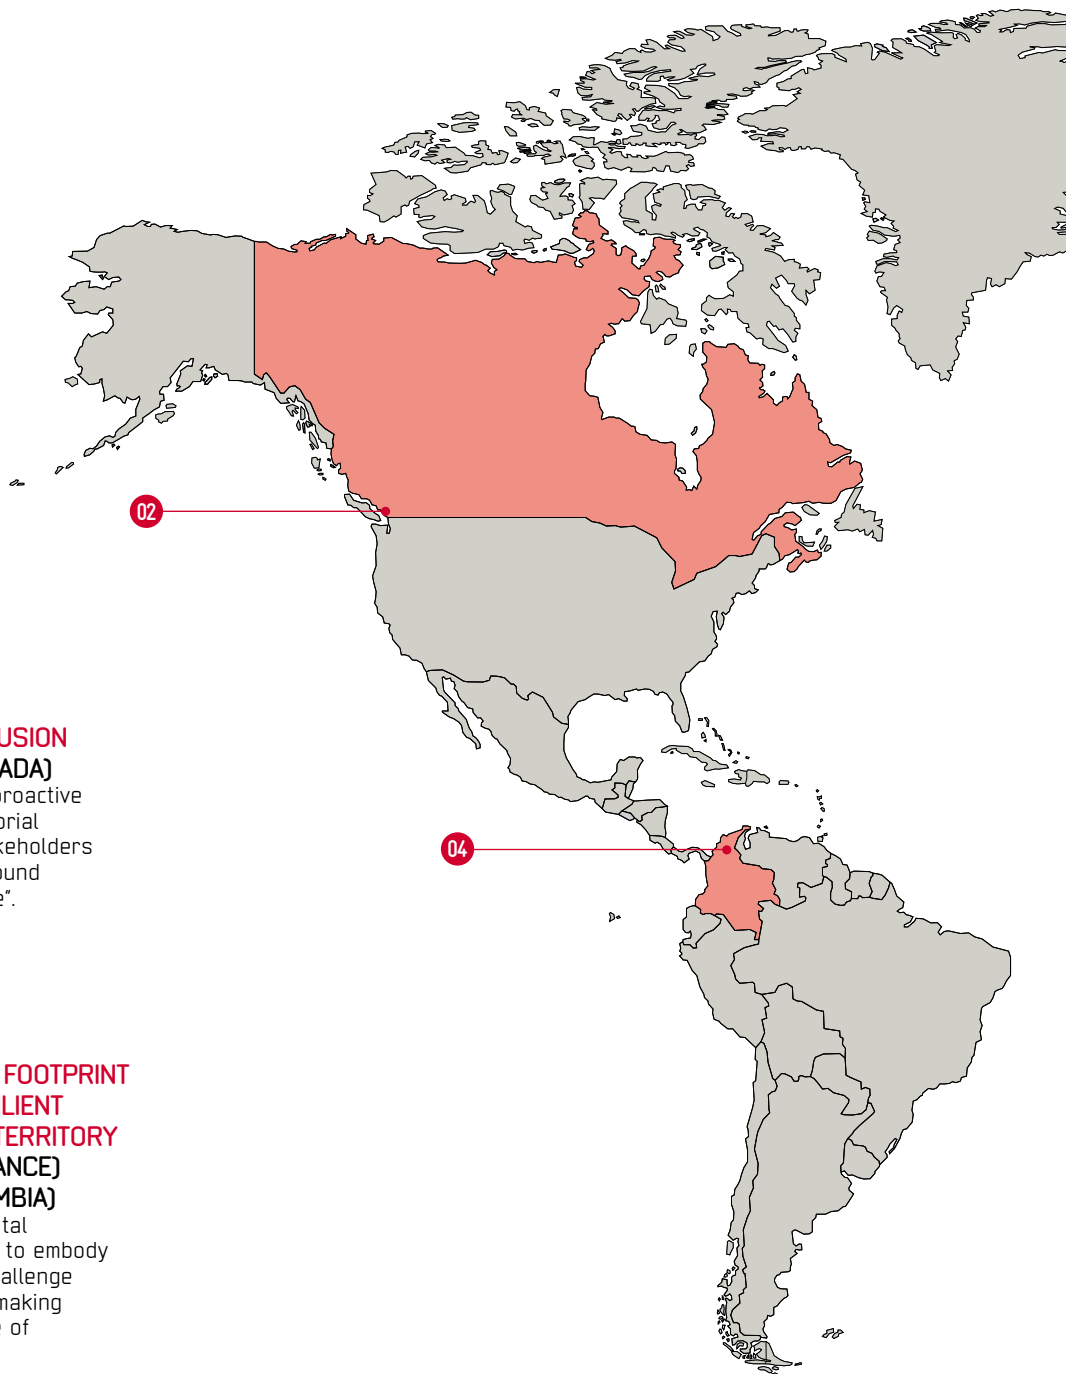 02
USION
ADA)
proactive
orial
keholders
ound
e".
04
FOOTPRINT
LIENT
TERRITORY
ANCE)
MBIA)
tal
to embody
allenge
making
e of